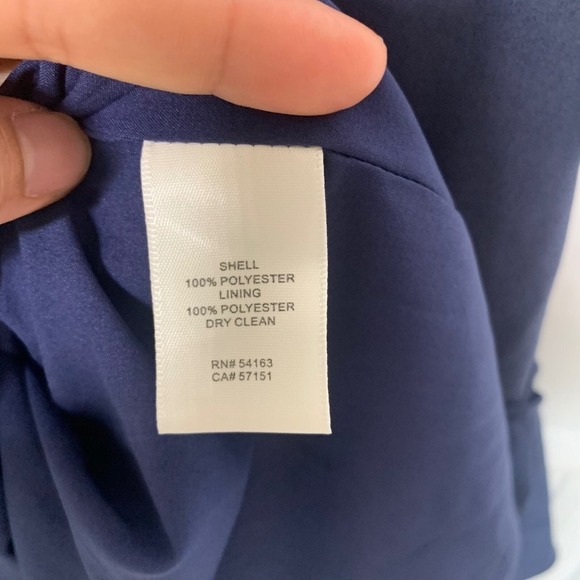 SHELL
100% POLYESTER
LINING
100% POLYESTER
DRY CLEAN
RN# 54163
CA# 57151